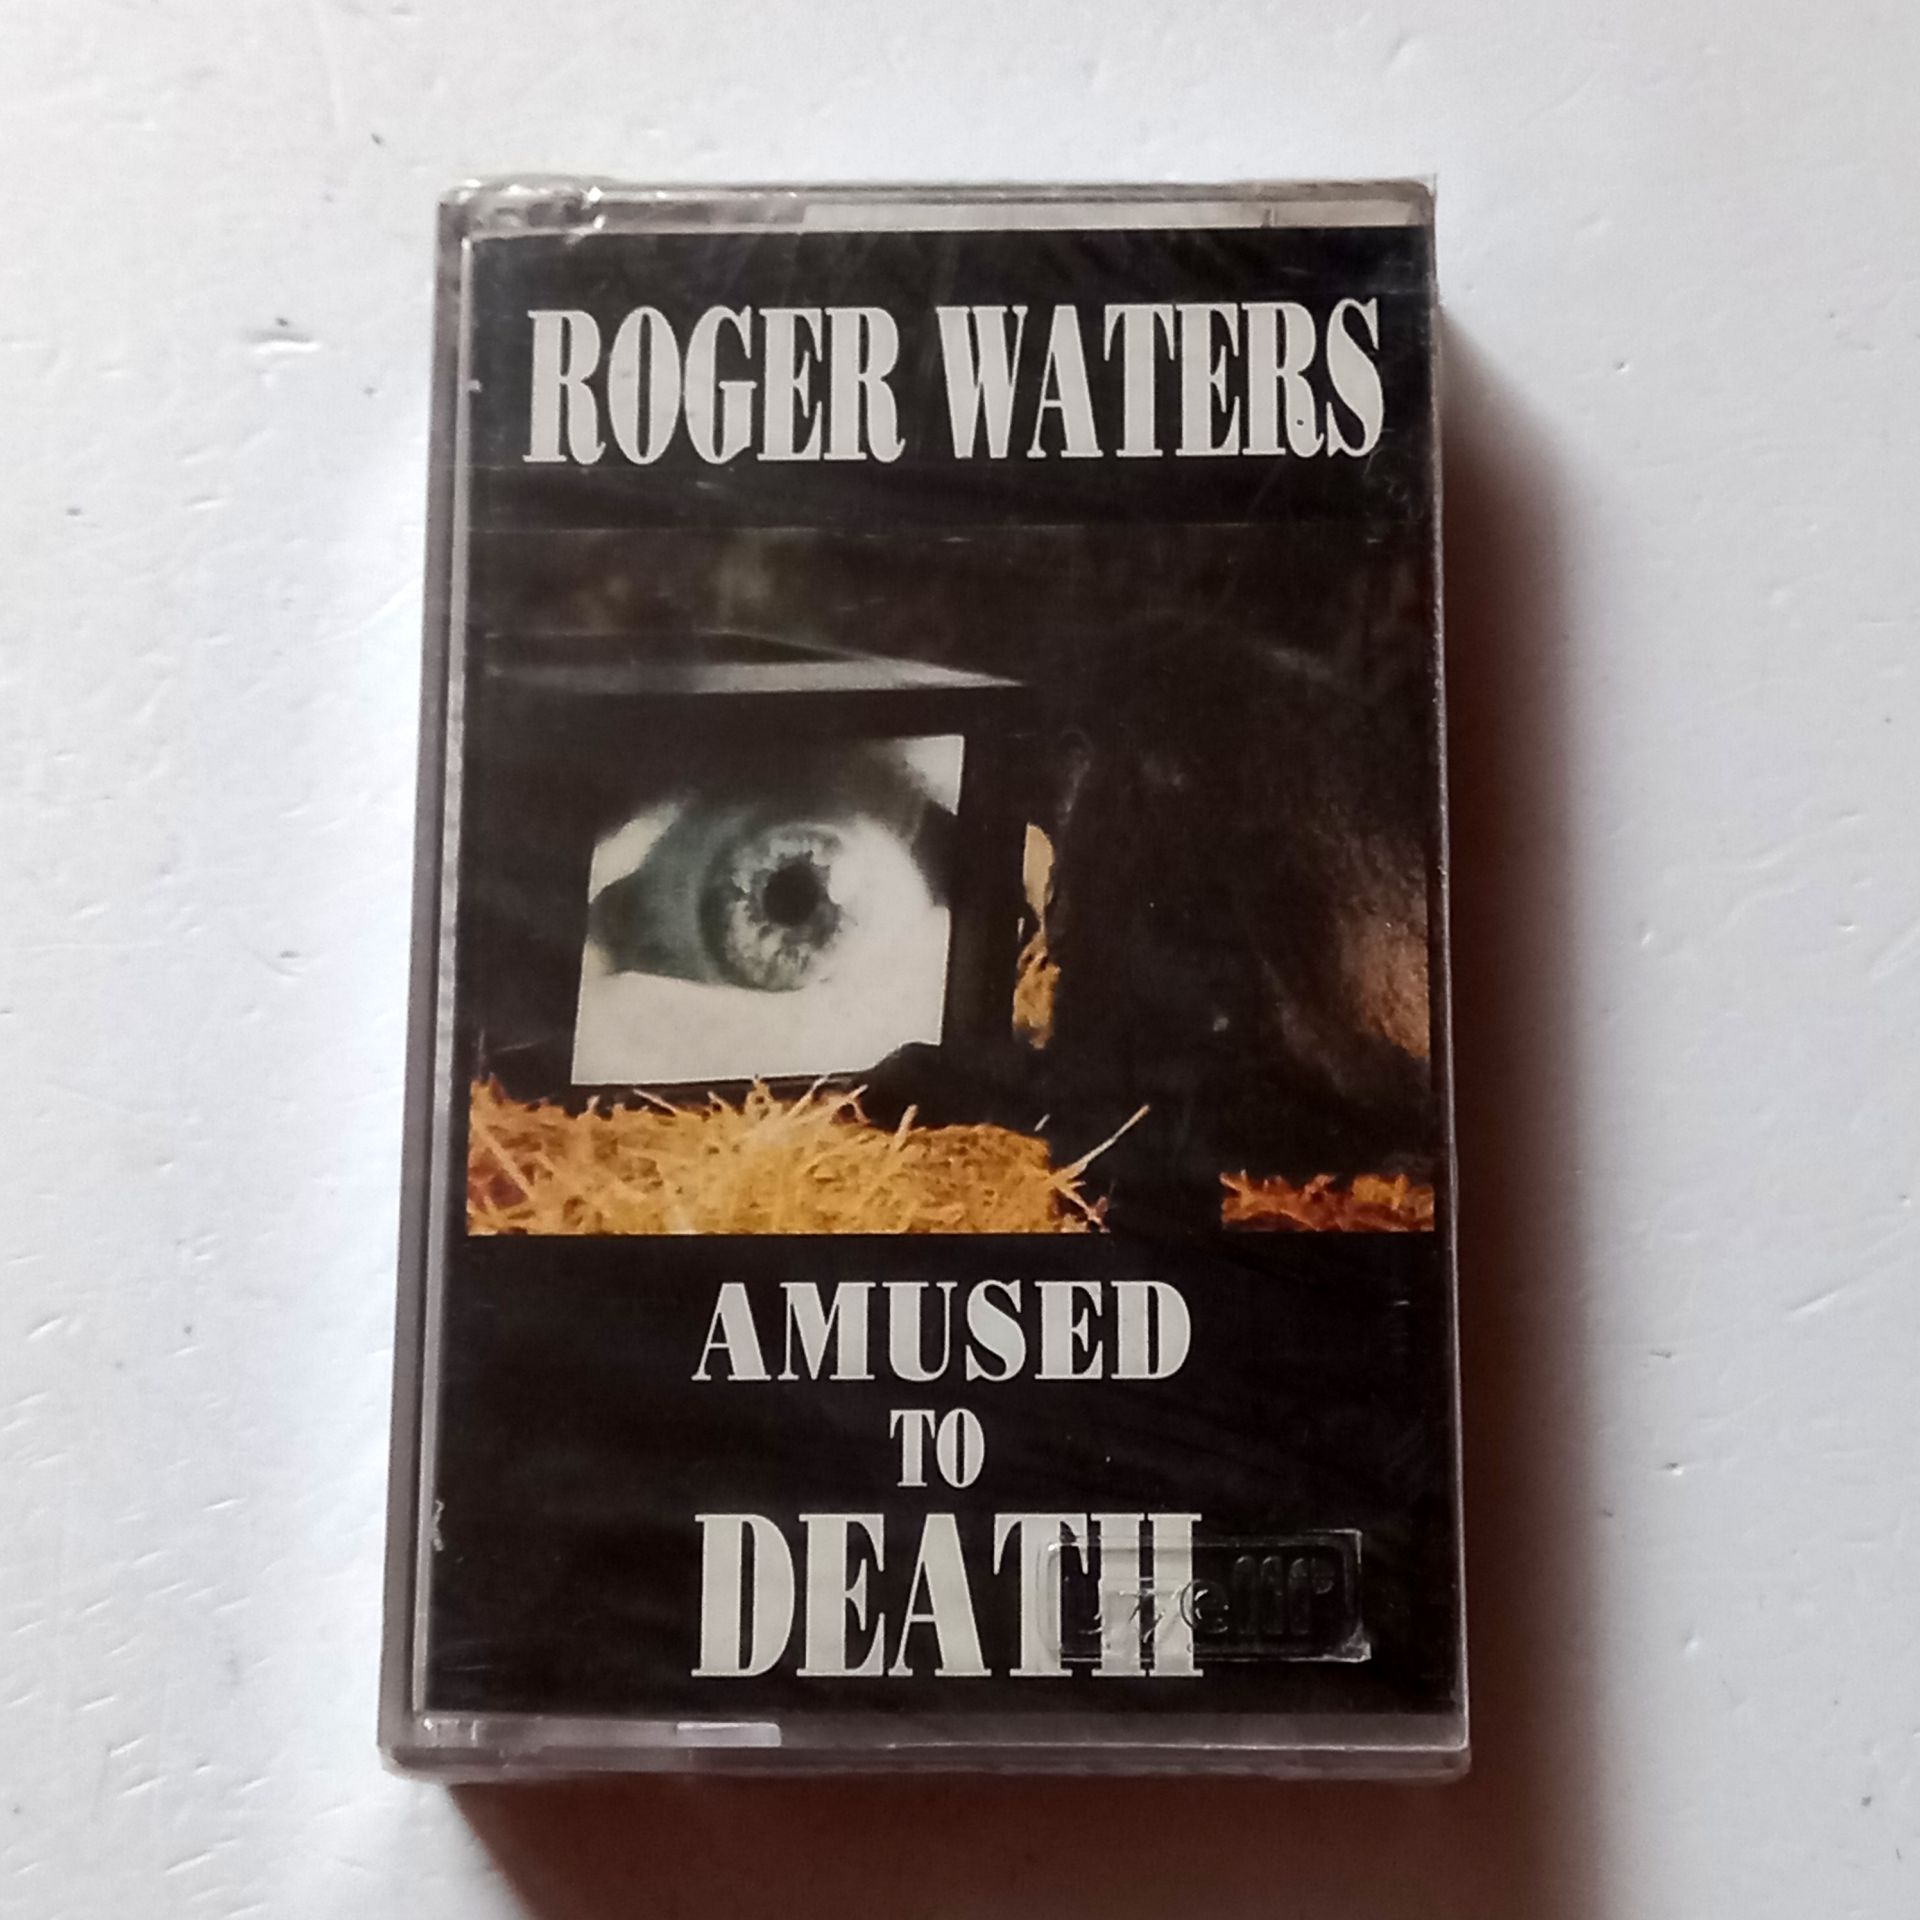 ROGER WATERS
AMUSED
TO
DEATH